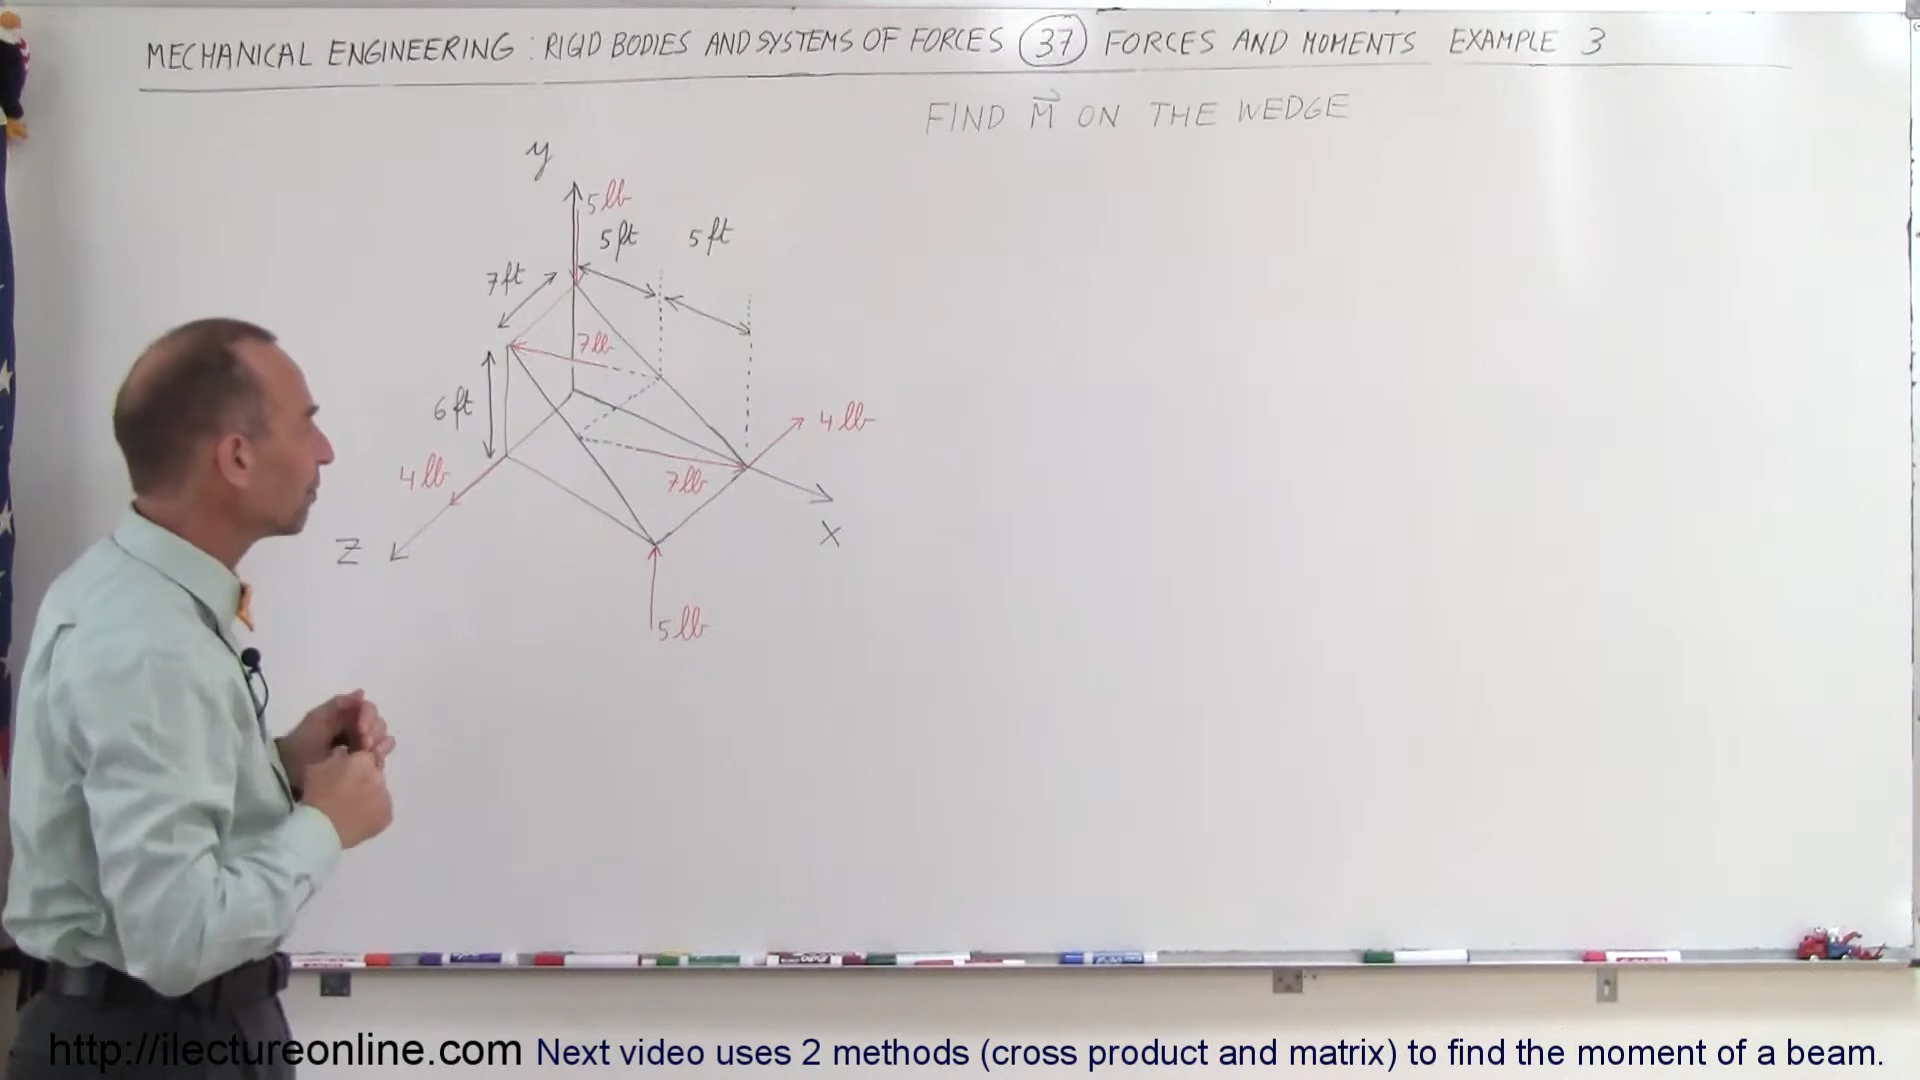 MECHANICAL ENGINEERING : RIGID BODIES AND SYSTEMS OF FORCES 37 FORCES AND MOMENTS EXAMPLE 3
FIND M⃗ ON THE WEDGE
y
5 lb
5 ft 5 ft
7 ft
7 lb
6 ft
4 lb
4 lb
7 lb
X
Z
5 lb
http://ilectureonline.com Next video uses 2 methods (cross product and matrix) to find the moment of a beam.